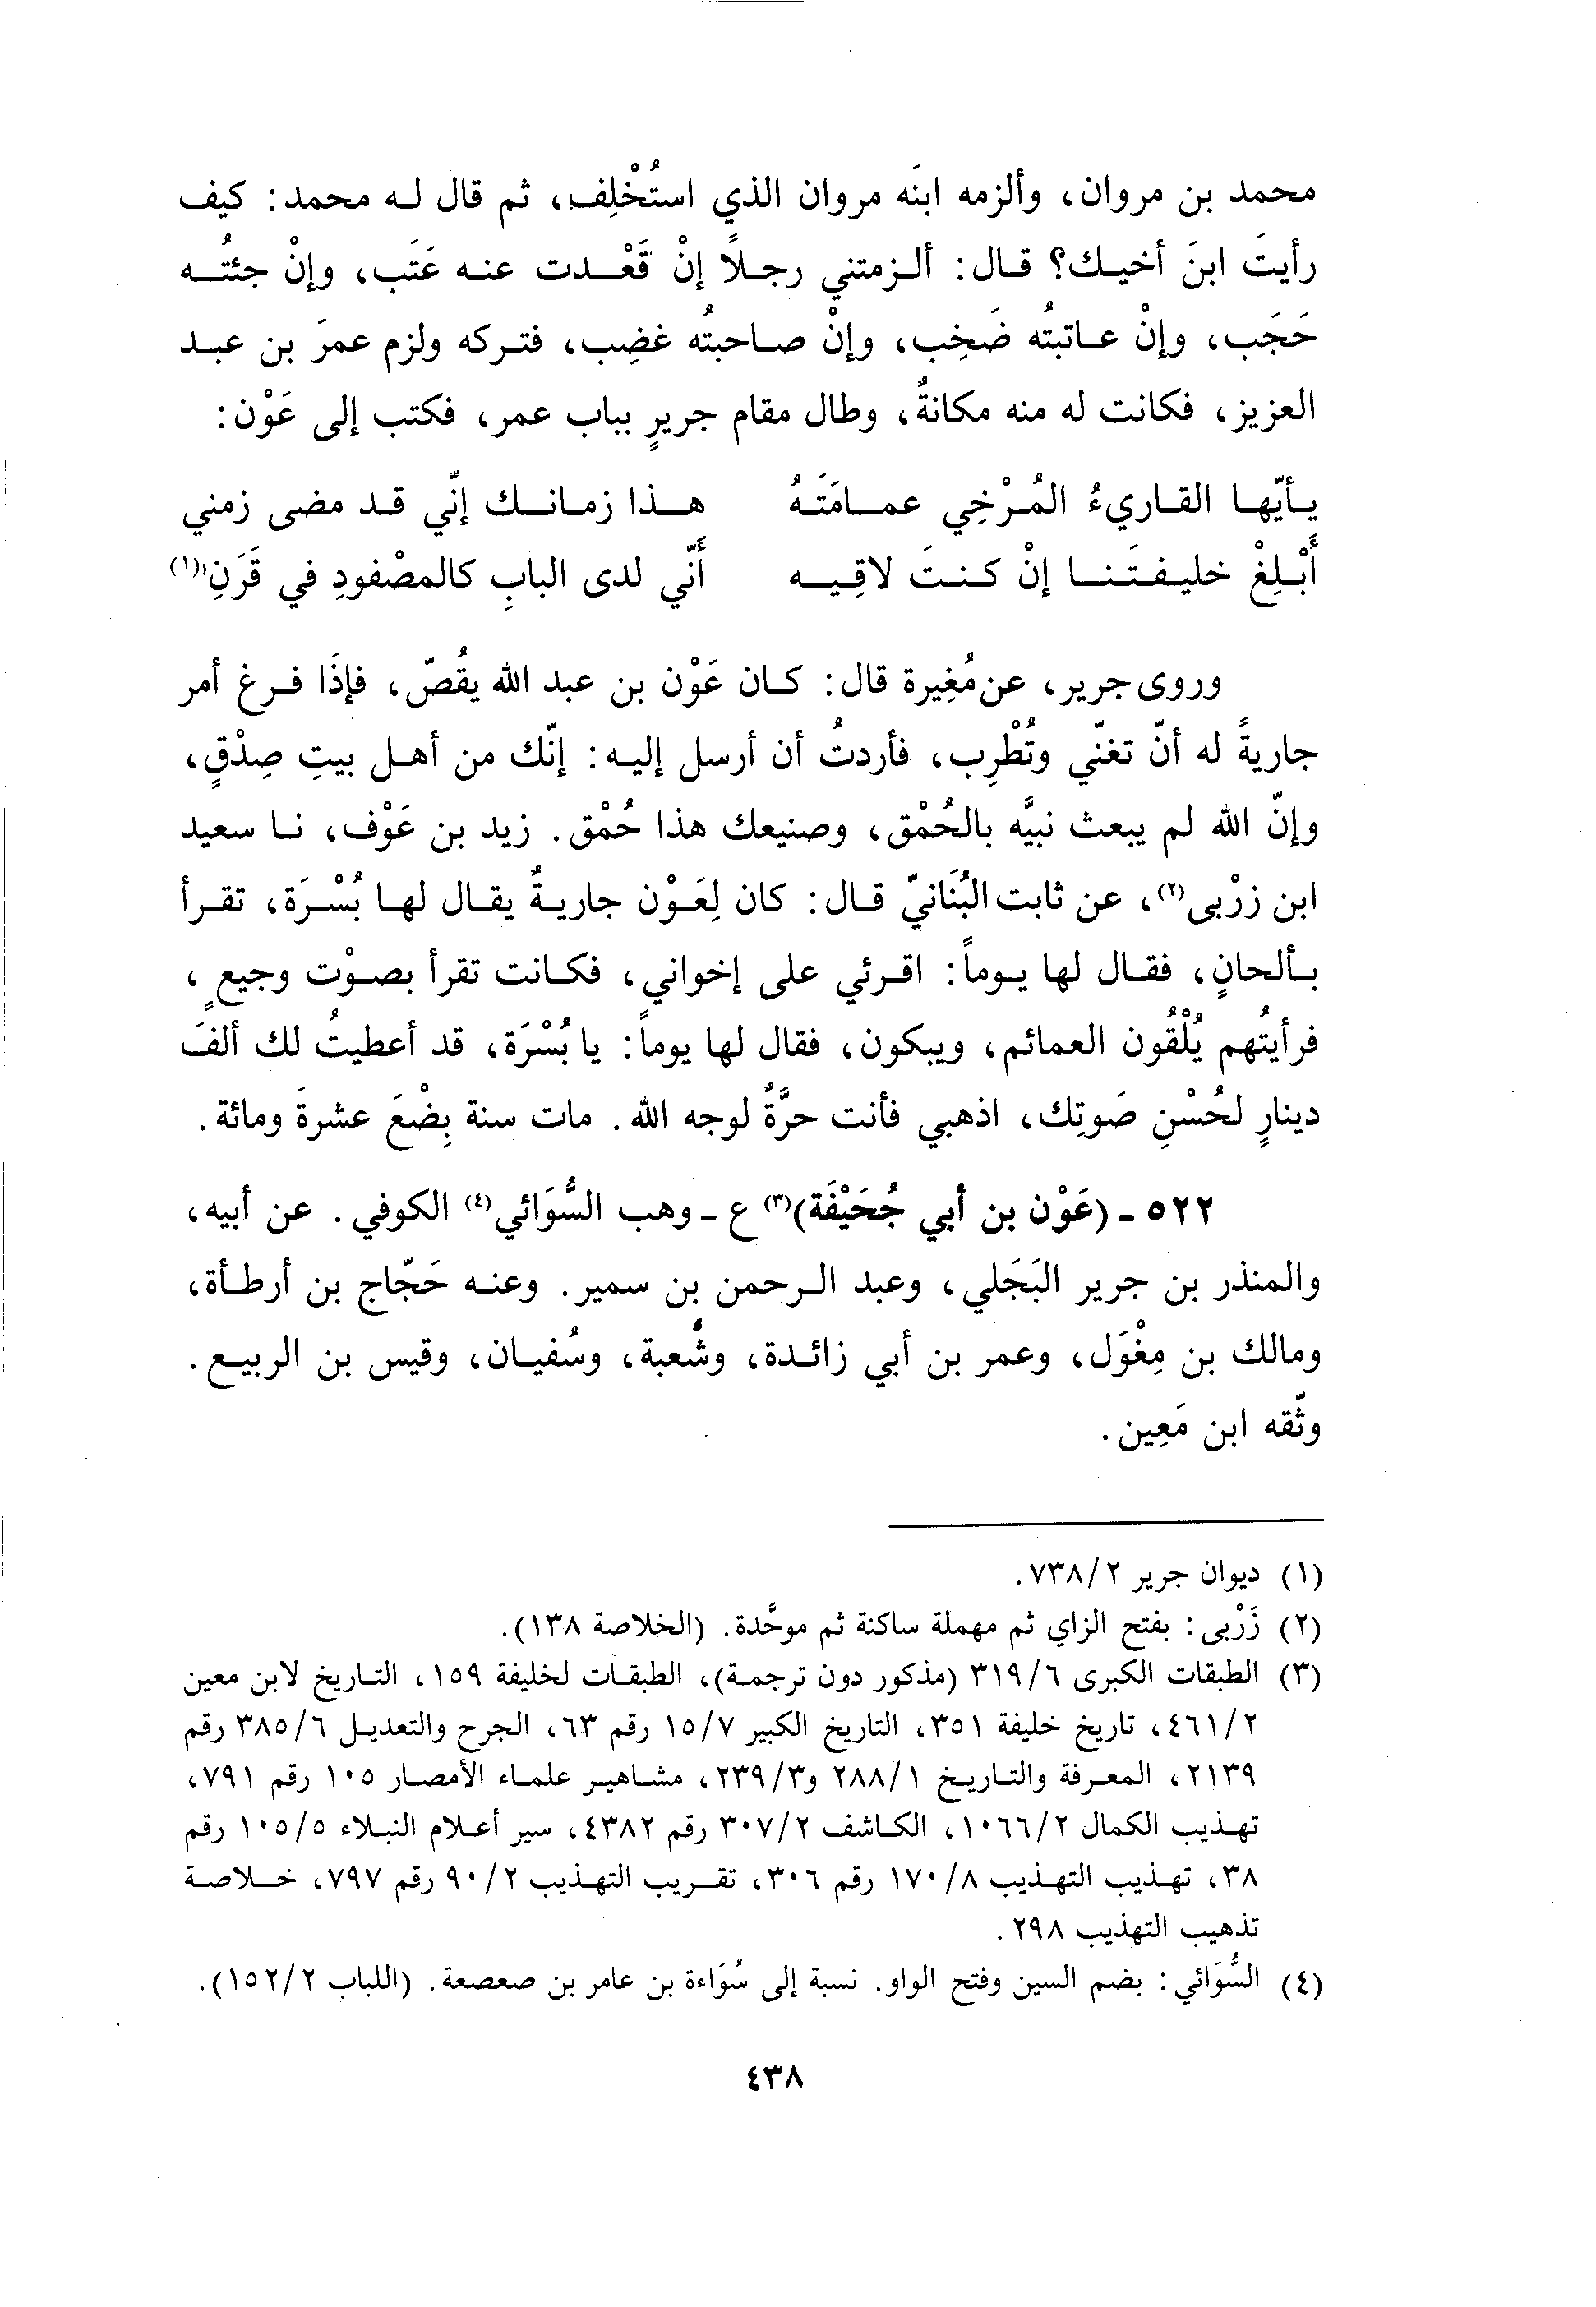 محمد بن مروان، وألزمه ابنَه مروان الذي استُخْلِف، ثم قال له محمد: كيف
رأيتَ ابنَ أخيك؟ قال: ألزمتني رجلاً إنْ قَعْدت عنه عَتَب، وإنْ جئتُه
حَجَب، وإنْ عاتبتُه صَخِب، وإنْ صاحبتُه غضِب، فتركه ولزم عمرَ بن عبد
العزيز، فكانت له منه مكانةٌ، وطال مقام جريرٍ بباب عمر، فكتب إلى عَوْن:
يأيّها القاريءُ المُرْخِي عمامَتَهُ هذا زمانك إنّي قد مضى زمني
أَبْلِغْ خليفتَنا إنْ كنتَ لاقِيه أَنّي لدى البابِ كالمصْفودِ في قَرَنِ(١)
وروى جرير، عن مُغِيرة قال: كان عَوْن بن عبد الله يقُصّ، فإذَا فرغ أمر
جاريةً له أنّ تغنّي وتُطْرِب، فأردتُ أن أرسل إليه: إنّك من أهل بيتِ صِدْقٍ،
وإنّ الله لم يبعث نبيَّه بالحُمْق، وصنيعك هذا حُمْق. زيد بن عَوْف، نا سعيد
ابن زرْبى(٢)، عن ثابت البُنَانيّ قال: كان لِعَوْن جاريةٌ يقال لها بُسْرَة، تقرأ
بألحانٍ، فقال لها يوماً: اقرئي على إخواني، فكانت تقرأ بصوْت وجيعٍ،
فرأيتُهم يُلْقُون العمائم، ويبكون، فقال لها يوماً: يا بُسْرَة، قد أعطيتُ لك ألفَ
دينارٍ لحُسْنِ صَوتِك، اذهبي فأنت حرَّةٌ لوجه الله. مات سنة بِضْعَ عشرةَ ومائة.
٥٢٢ - (عَوْن بن أبي جُحَيْفَة)(٣) ع - وهب السُّوَائي(٤) الكوفي. عن أبيه،
والمنذر بن جرير البَجَلي، وعبد الرحمن بن سمير. وعنه حَجّاج بن أرطأة،
ومالك بن مِغْوَل، وعمر بن أبي زائدة، وشُعبة، وسُفيان، وقيس بن الربيع.
وثّقه ابن مَعِين.
(١) ديوان جرير ٧٣٨/٢.
(٢) زَرْبى: بفتح الزاي ثم مهملة ساكنة ثم موحَّدة. (الخلاصة ١٣٨).
(٣) الطبقات الكبرى ٣١٩/٦ (مذكور دون ترجمة)، الطبقات لخليفة ١٥٩، التاريخ لابن معين
٤٦١/٢، تاريخ خليفة ٣٥١، التاريخ الكبير ١٥/٧ رقم ٦٣، الجرح والتعديل ٣٨٥/٦ رقم
٢١٣٩، المعرفة والتاريخ ٢٨٨/١ و٢٣٩/٣، مشاهير علماء الأمصار ١٠٥ رقم ٧٩١،
تهذيب الكمال ١٠٦٦/٢، الكاشف ٣٠٧/٢ رقم ٤٣٨٢، سير أعلام النبلاء ١٠٥/٥ رقم
٣٨، تهذيب التهذيب ١٧٠/٨ رقم ٣٠٦، تقريب التهذيب ٩٠/٢ رقم ٧٩٧، خلاصة
تذهيب التهذيب ٢٩٨.
(٤) السُّوَائي: بضم السين وفتح الواو. نسبة إلى سُوَاءة بن عامر بن صعصعة. (اللباب ١٥٢/٢).
٤٣٨